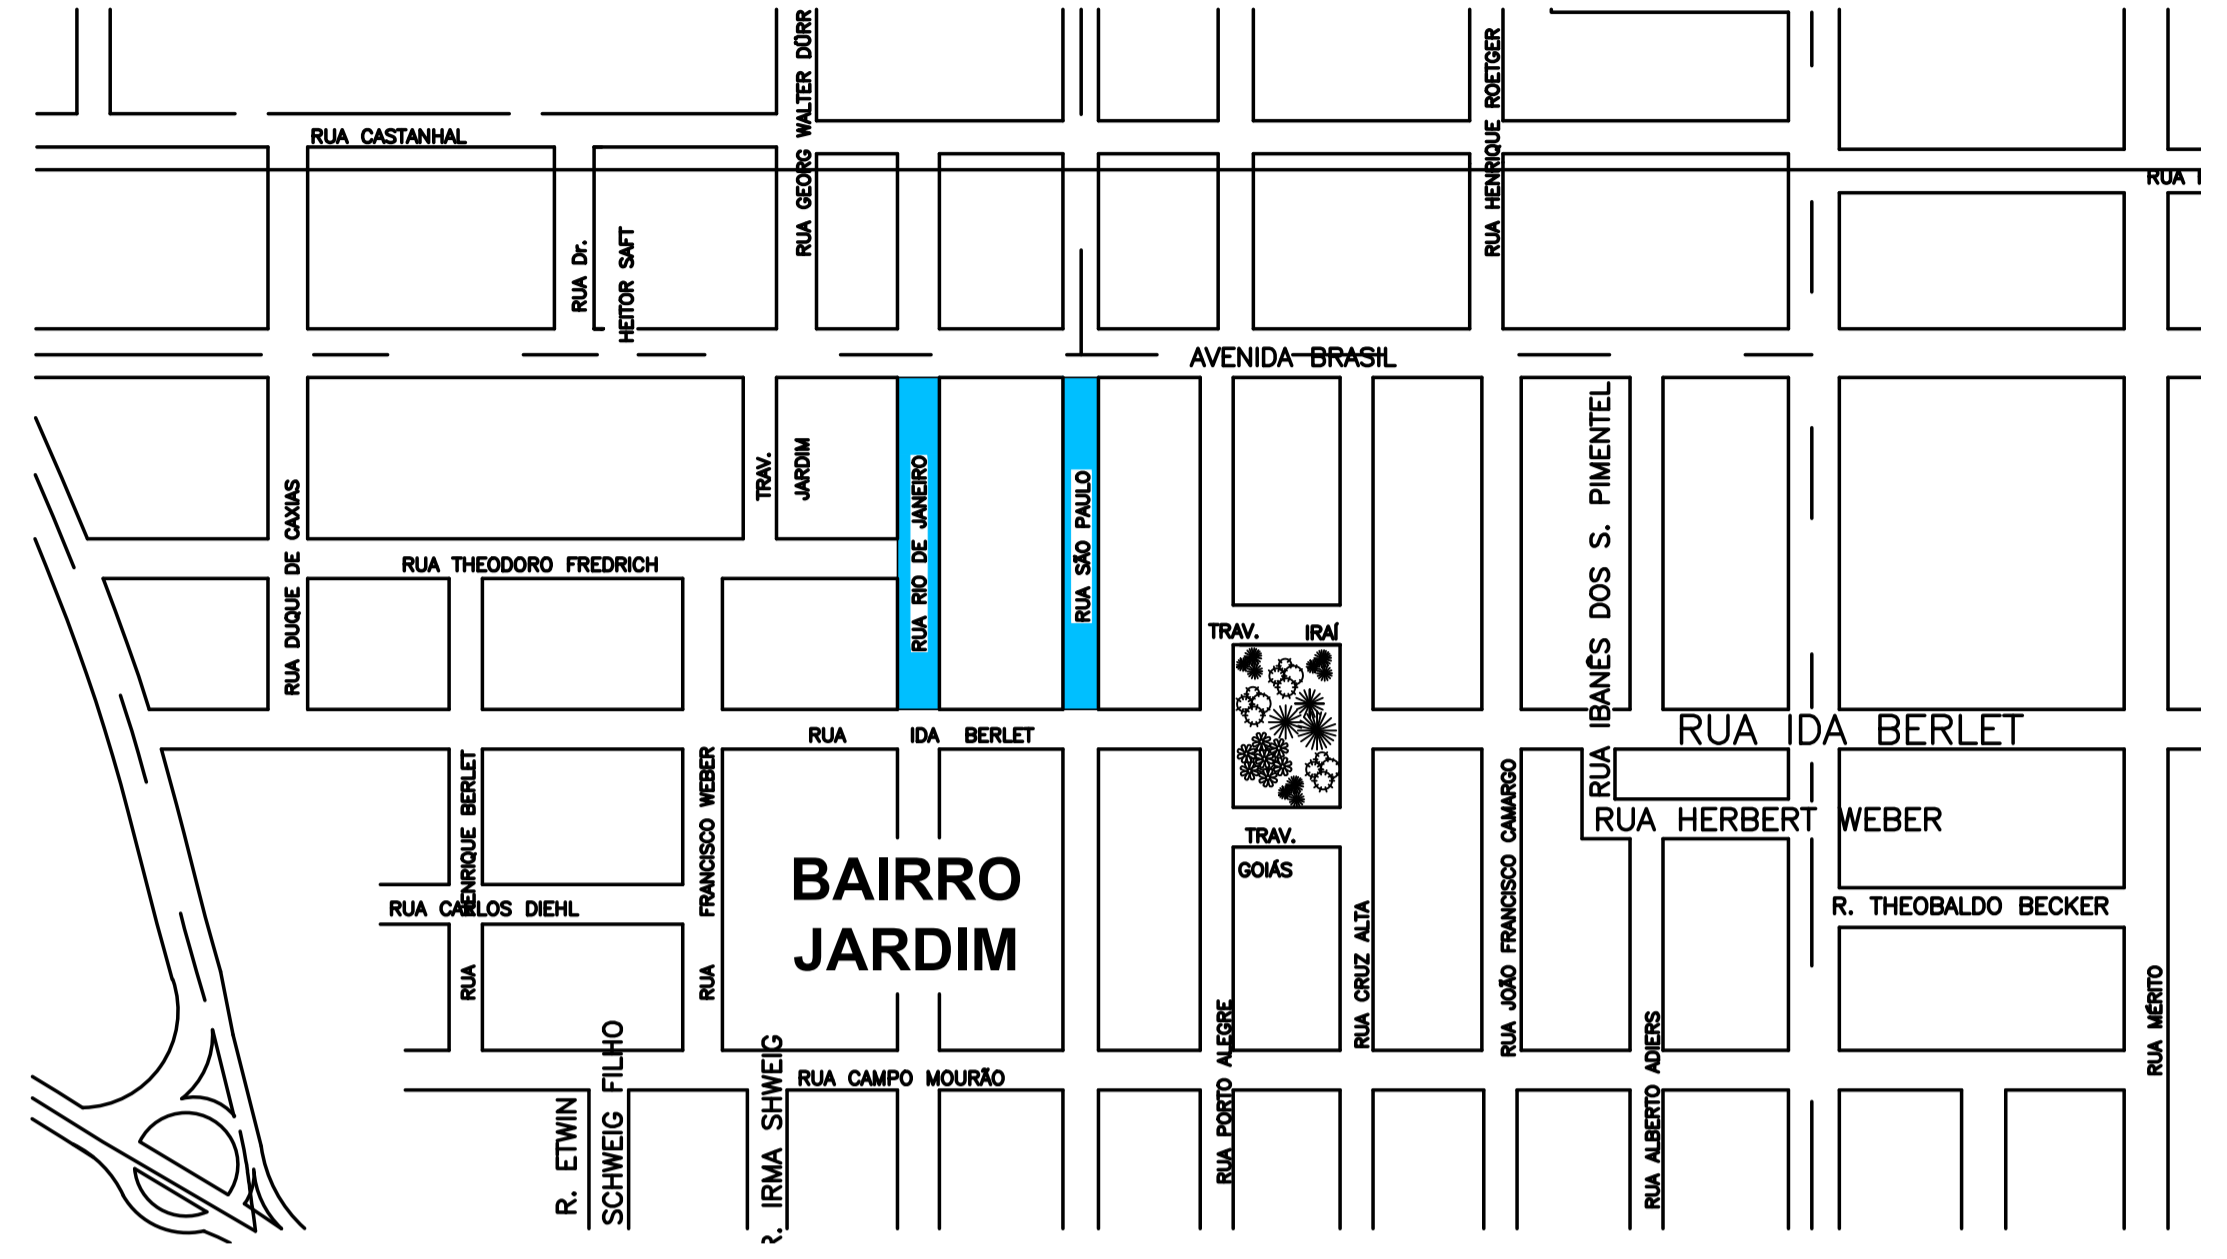 RUA GEORG WALTER DÜRR
RUA HENRIQUE ROETGER
RUA CASTANHAL
RUA
RUA Dr.
HEITOR SAFT
AVENIDA BRASIL
RUA DUQUE DE CAXIAS
TRAV.
JARDIM
RUA RIO DE JANEIRO
RUA SÃO PAULO
RUA IBANÊS DOS S. PIMENTEL
RUA THEODORO FREDRICH
TRAV. IRAÍ
RUA IDA BERLET
RUA IDA BERLET
RUA HENRIQUE BERLET
RUA FRANCISCO WEBER
RUA HERBERT WEBER
TRAV.
GOIÁS
BAIRRO
JARDIM
RUA CARLOS DIEHL
R. THEOBALDO BECKER
RUA CRUZ ALTA
RUA JOÃO FRANCISCO CAMARGO
RUA MÉRITO
RUA PORTO ALEGRE
RUA ALBERTO ADIERS
RUA CAMPO MOURÃO
R. ETWIN
SCHWEIG FILHO
R. IRMA SHWEIG